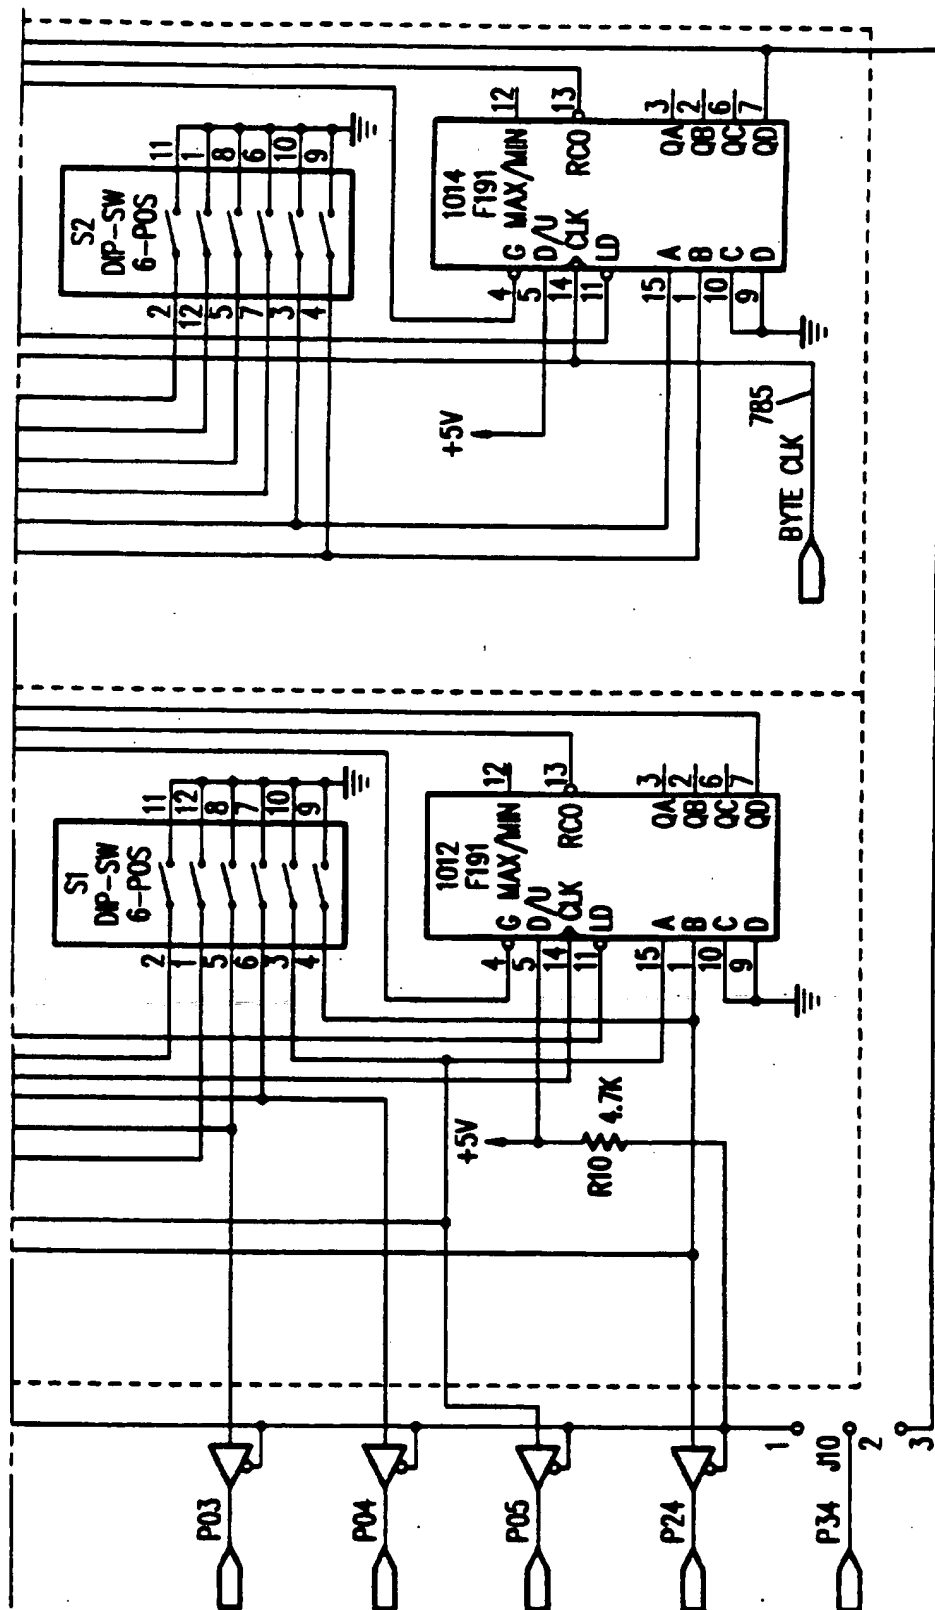 S2
DIP-SW
6-POS
11
1
8
6
10
9
2
12
5
7
3
4
1014
F191
MAX/MIN
12
RCO
13
G
4
D/U
5
CLK
14
LD
11
QA
3
QB
2
QC
6
QD
7
A
15
B
1
C
10
D
9
+5V
BYTE CLK
785
S1
DIP-SW
6-POS
11
12
8
7
10
9
2
1
5
6
3
4
1012
F191
MAX/MIN
12
RCO
13
G
4
D/U
5
CLK
14
LD
11
QA
3
QB
2
QC
6
QD
7
A
15
B
1
C
10
D
9
+5V
R10
4.7K
P03
P04
P05
P24
P34
J10
1
2
3